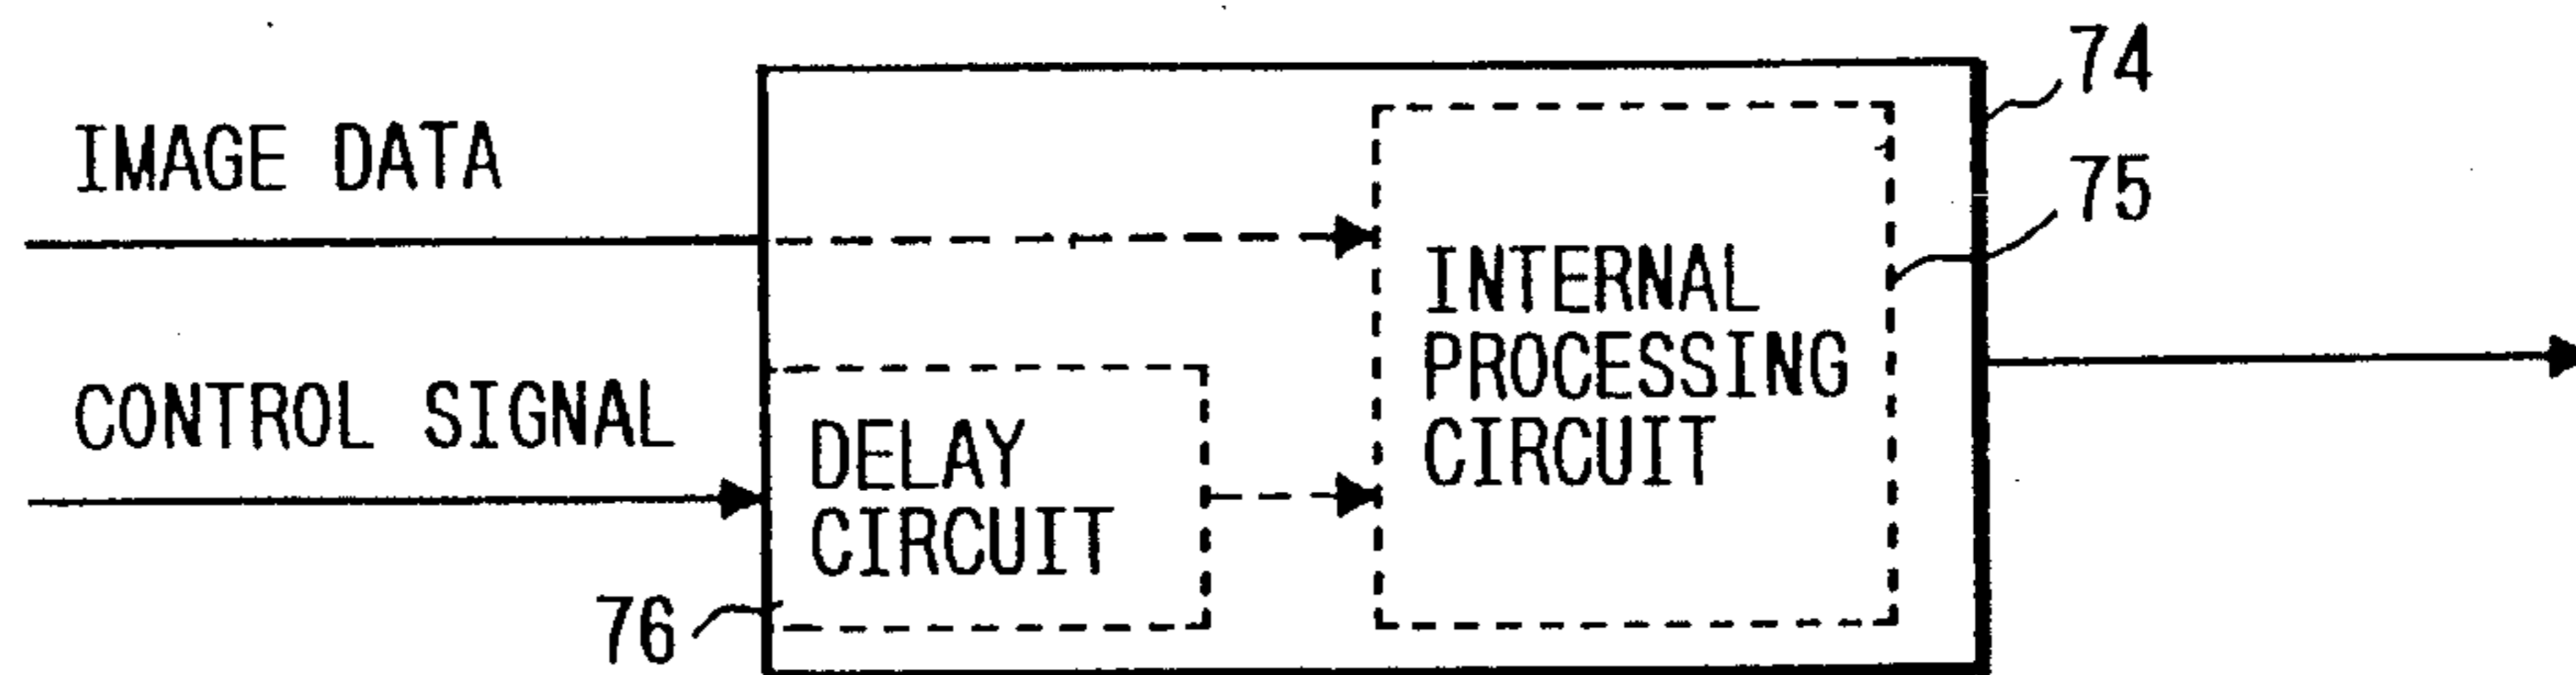 74
IMAGE DATA
75
INTERNAL
PROCESSING
CIRCUIT
CONTROL SIGNAL
DELAY
CIRCUIT
76